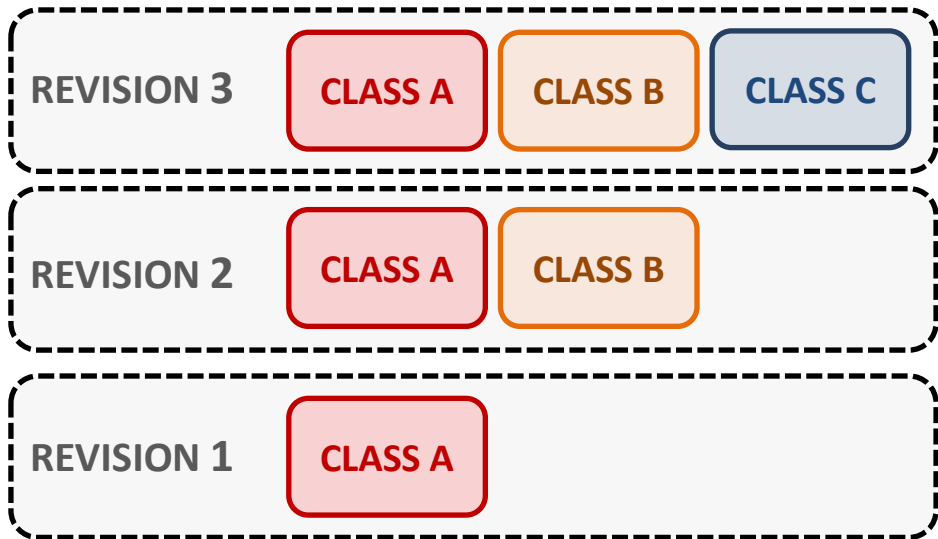 REVISION 3 CLASS A CLASS B CLASS C
REVISION 2 CLASS A CLASS B
REVISION 1 CLASS A